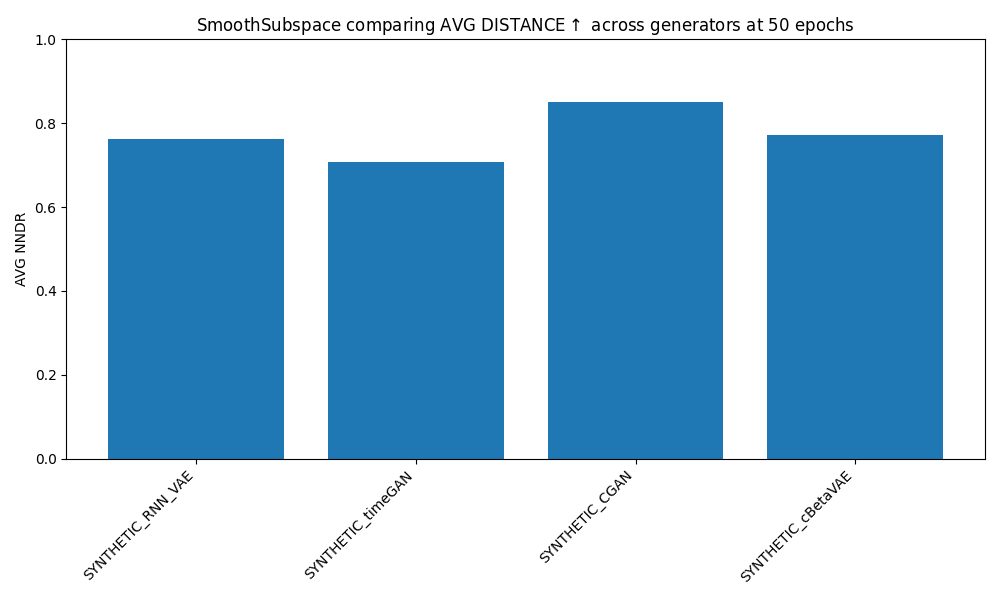 SmoothSubspace comparing AVG DISTANCE ↑ across generators at 50 epochs
1.0
0.8
0.6
0.4
0.2
0.0
AVG NNDR
SYNTHETIC_RNN_VAE
SYNTHETIC_timeGAN
SYNTHETIC_CGAN
SYNTHETIC_cBetaVAE